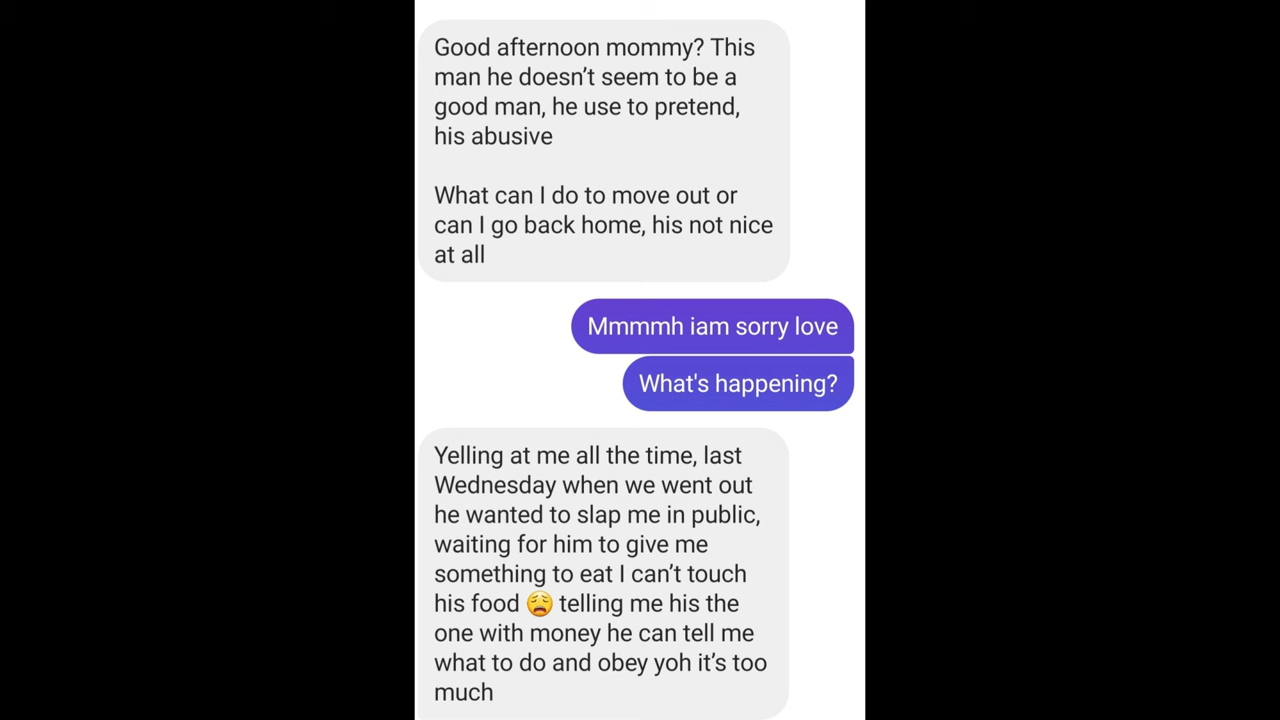 Good afternoon mommy? This
man he doesn’t seem to be a
good man, he use to pretend,
his abusive
What can I do to move out or
can I go back home, his not nice
at all
Mmmmh iam sorry love
What's happening?
Yelling at me all the time, last
Wednesday when we went out
he wanted to slap me in public,
waiting for him to give me
something to eat I can’t touch
his food 😩 telling me his the
one with money he can tell me
what to do and obey yoh it’s too
much